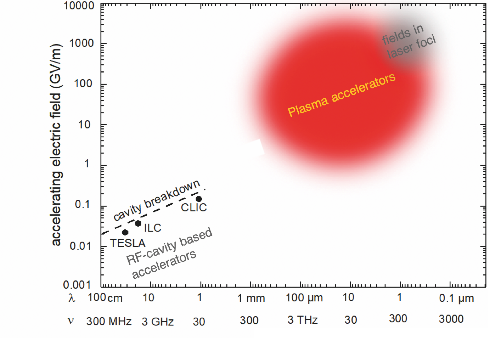 accelerating electric field (GV/m)
10000
1000
100
10
1
0.1
0.01
0.001
fields in
laser foci
Plasma accelerators
cavity breakdown
CLIC
ILC
TESLA
RF-cavity based
accelerators
λ 100cm 10 1 1 mm 100 μm 10 1 0.1 μm
ν 300 MHz 3 GHz 30 300 3 THz 30 300 3000